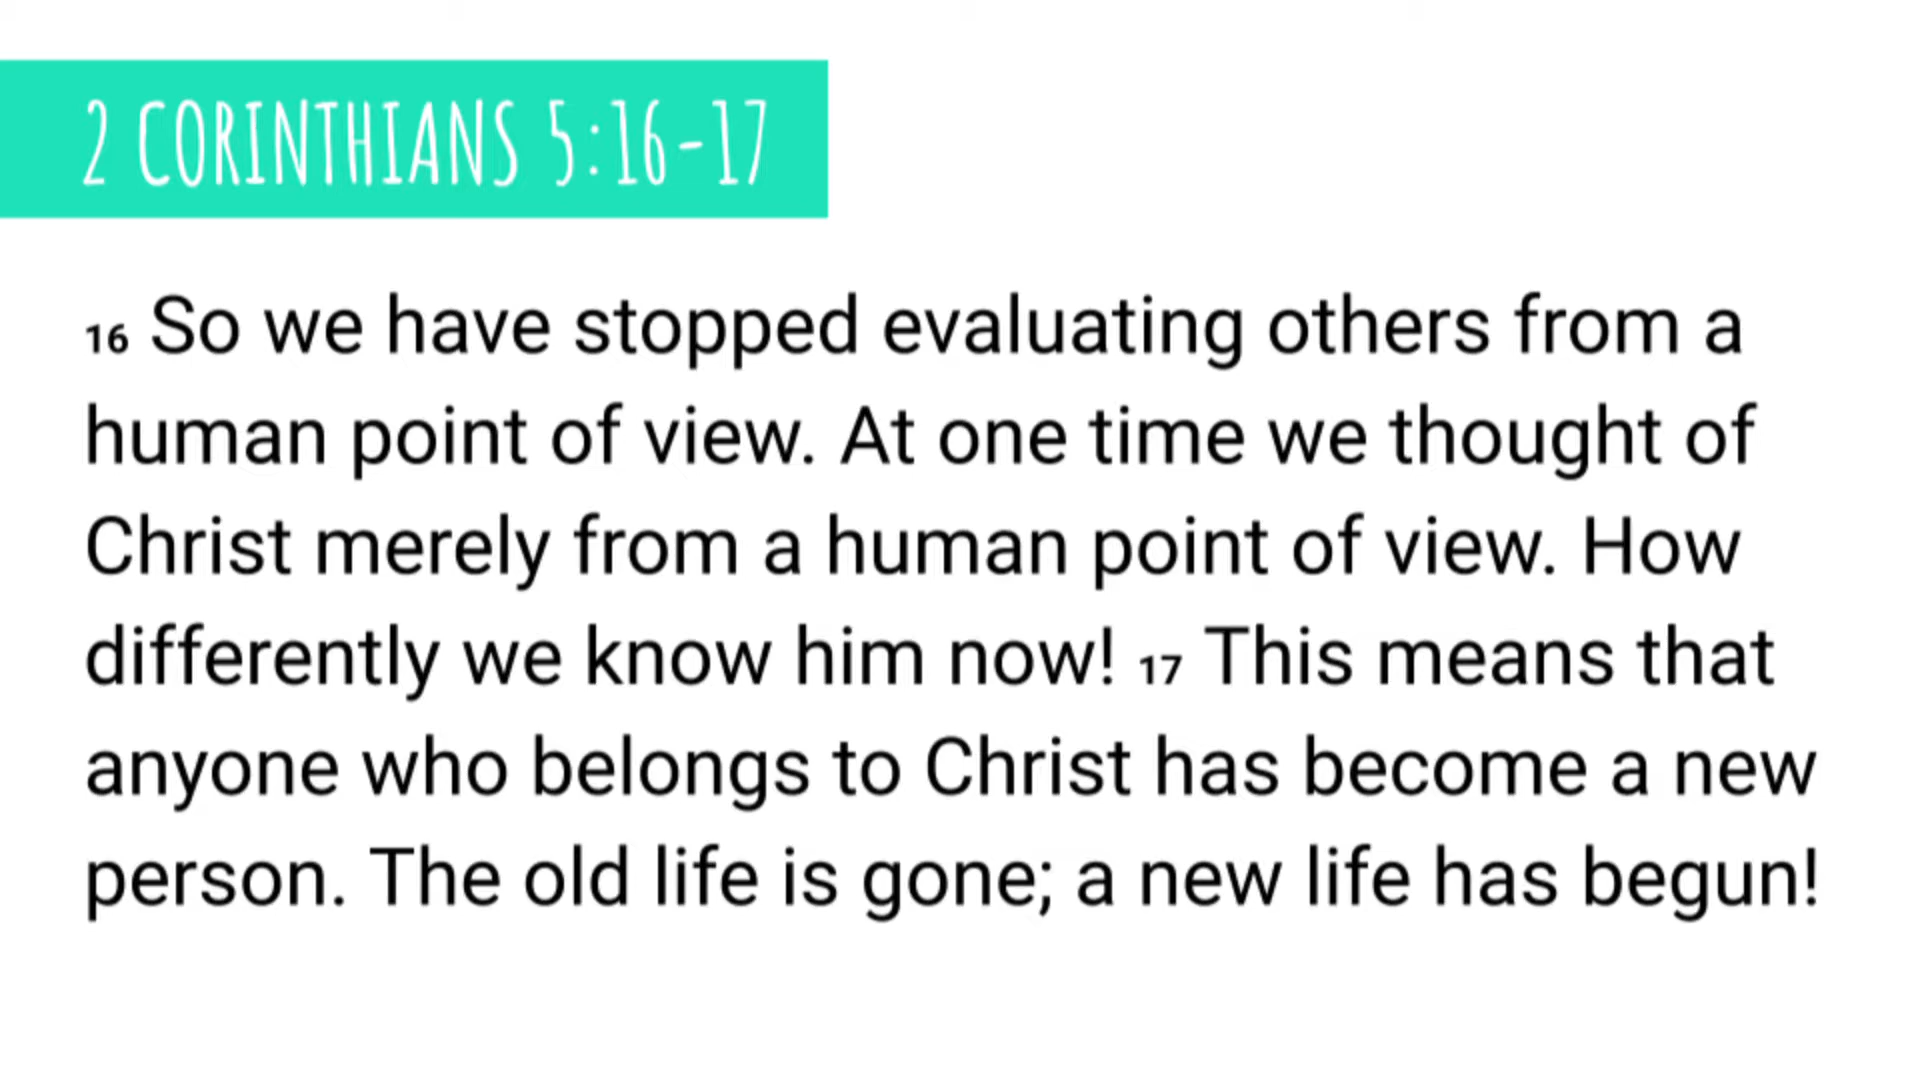 2 CORINTHIANS 5:16-17
16 So we have stopped evaluating others from a
human point of view. At one time we thought of
Christ merely from a human point of view. How
differently we know him now! 17 This means that
anyone who belongs to Christ has become a new
person. The old life is gone; a new life has begun!